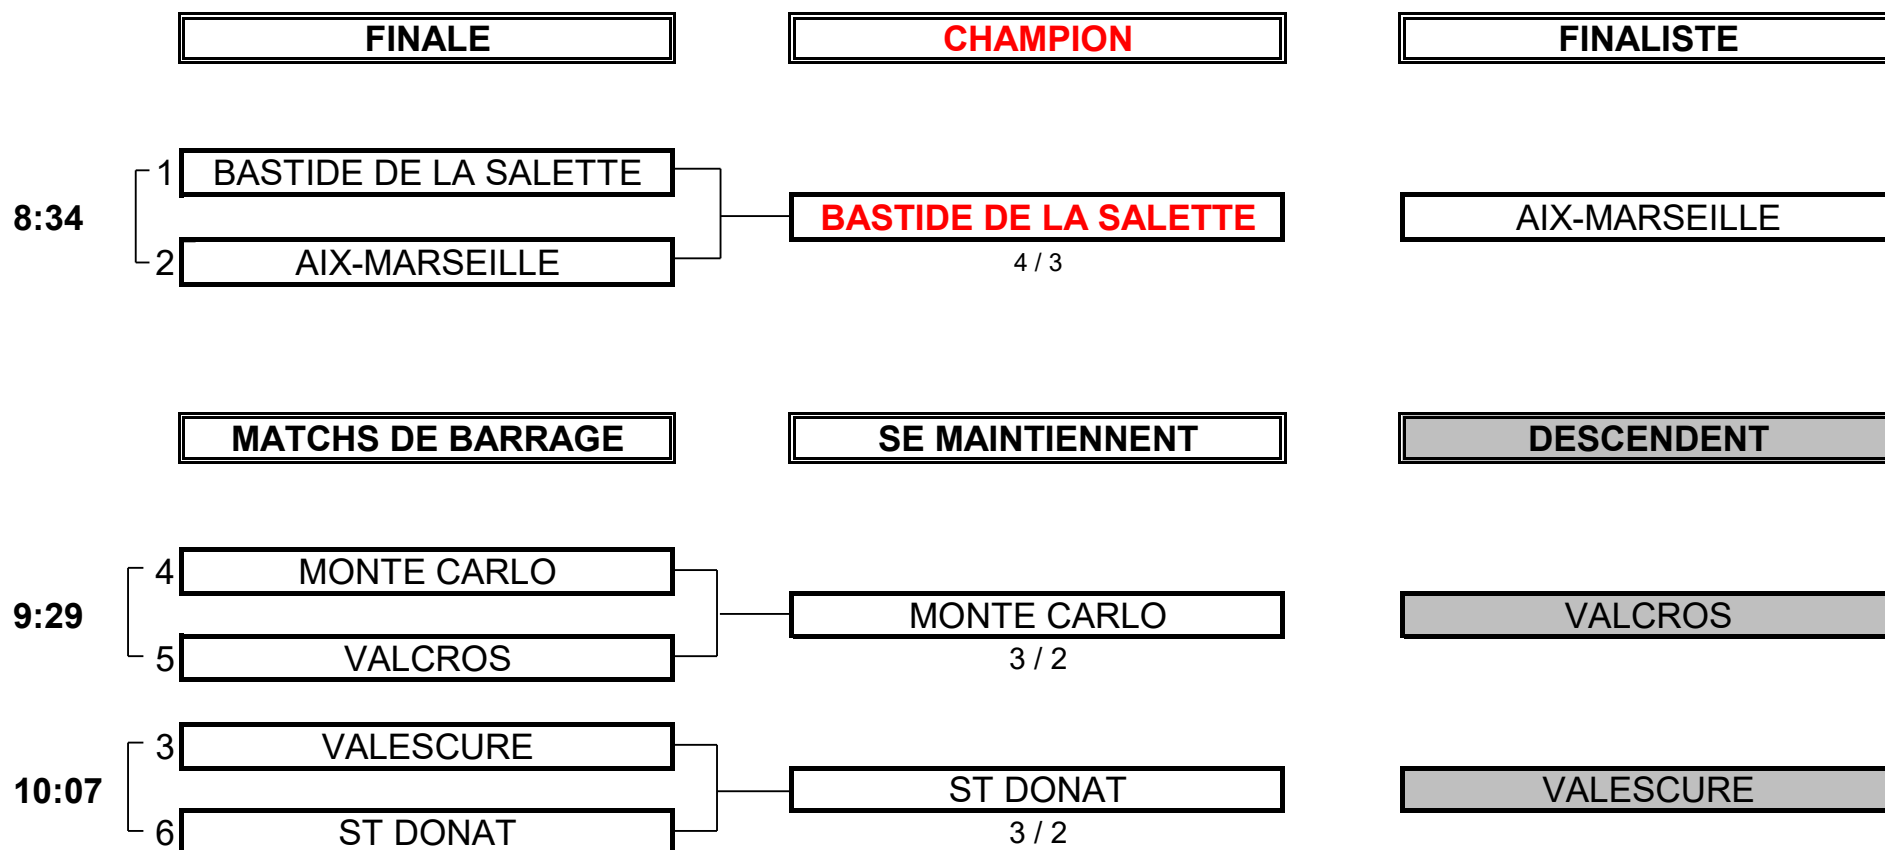 FINALE CHAMPION FINALISTE
1 BASTIDE DE LA SALETTE
8:34 BASTIDE DE LA SALETTE AIX-MARSEILLE
2 AIX-MARSEILLE 4 / 3
MATCHS DE BARRAGE SE MAINTIENNENT DESCENDENT
4 MONTE CARLO
9:29 MONTE CARLO VALCROS
5 VALCROS 3 / 2
3 VALESCURE
10:07 ST DONAT VALESCURE
6 ST DONAT 3 / 2